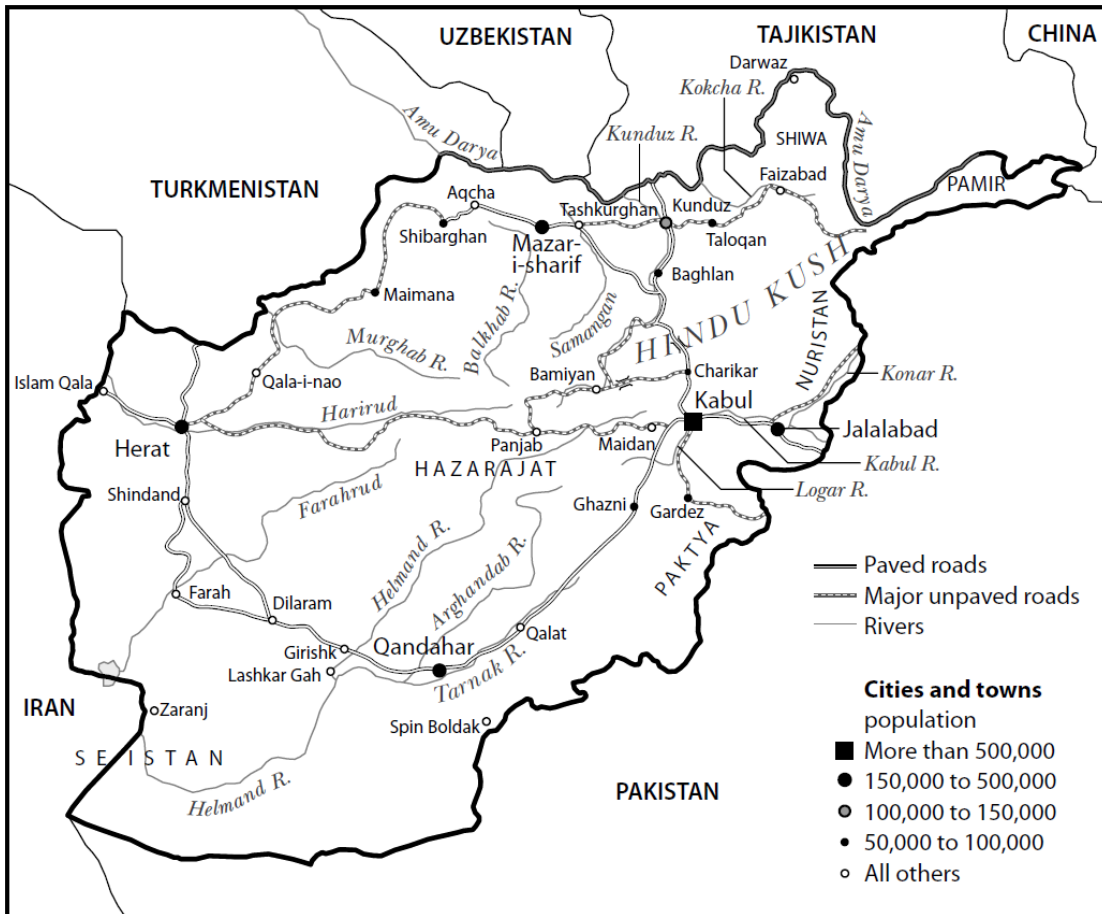 UZBEKISTAN
TAJIKISTAN
CHINA
Darwaz
Kokcha R.
Amu Darya
Kunduz R.
SHIWA
Amu Darya
TURKMENISTAN
Faizabad
PAMIR
Aqcha
Tashkurghan
Kunduz
Shibarghan
Mazar-
i-sharif
Taloqan
Baghlan
HINDU KUSH
Maimana
Balkhab R.
Samangan
NURISTAN
Murghab R.
Islam Qala
Qala-i-nao
Bamiyan
Charikar
Konar R.
Harirud
Kabul
Herat
Panjab
Maidan
Jalalabad
HAZARAJAT
Kabul R.
Shindand
Farahrud
Ghazni
Gardez
Logar R.
Helmand R.
Arghandab R.
PAKTYA
Farah
Dilaram
Girishk
Qandahar
Qalat
Lashkar Gah
Tarnak R.
IRAN
Zaranj
Spin Boldak
SEISTAN
Helmand R.
PAKISTAN
Paved roads
Major unpaved roads
Rivers
Cities and towns
population
More than 500,000
150,000 to 500,000
100,000 to 150,000
50,000 to 100,000
All others